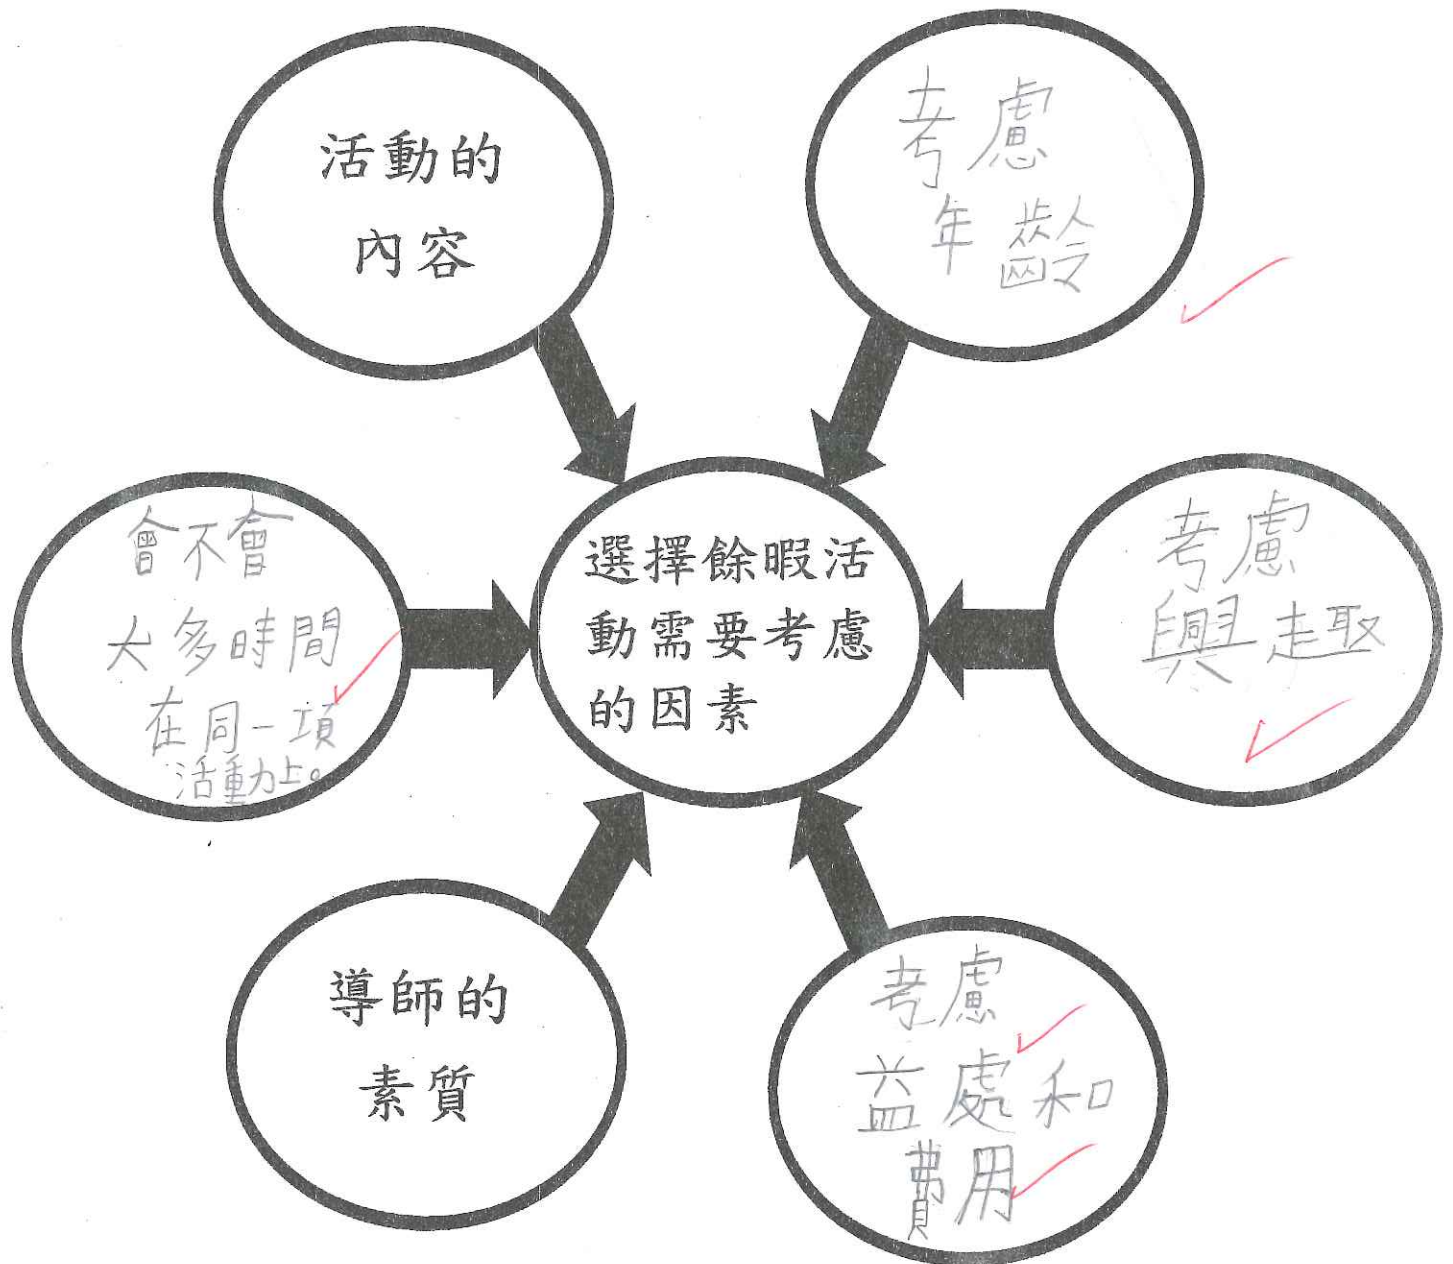 活動的
內容
考慮
年齡
會不會
大多時間
在同一項
活動上。
選擇餘暇活
動需要考慮
的因素
考慮
興趣
導師的
素質
考慮
益處和
費用